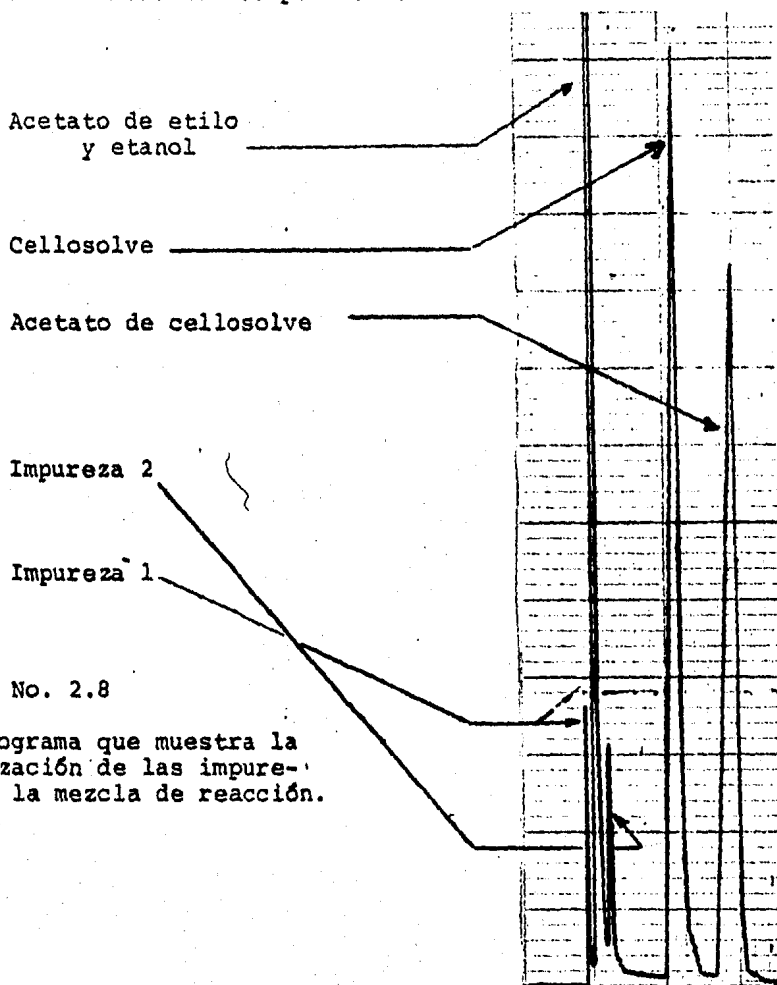 Acetato de etilo
y etanol
Cellosolve
Acetato de cellosolve
Impureza 2
Impureza 1
No. 2.8
ograma que muestra la
zación de las impure-
la mezcla de reacción.